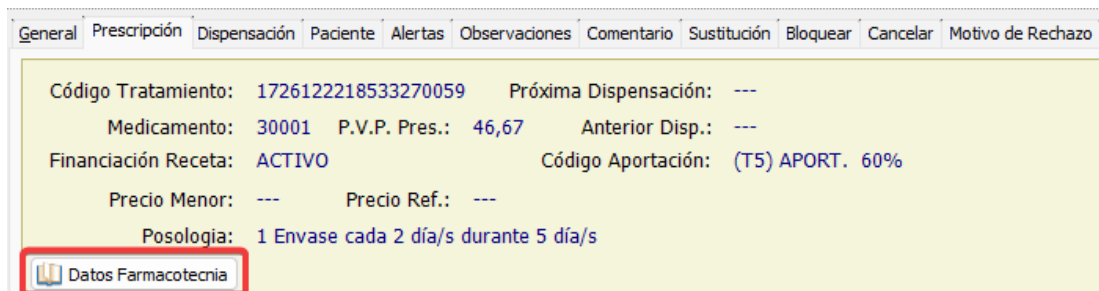 General Prescripción Dispensación Paciente Alertas Observaciones Comentario Sustitución Bloquear Cancelar Motivo de Rechazo
Código Tratamiento: 1726122218533270059 Próxima Dispensación: ---
Medicamento: 30001 P.V.P. Pres.: 46,67 Anterior Disp.: ---
Financiación Receta: ACTIVO Código Aportación: (T5) APORT. 60%
Precio Menor: --- Precio Ref.: ---
Posologia: 1 Envase cada 2 día/s durante 5 día/s
Datos Farmacotecnia